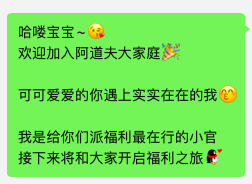 哈喽宝宝~😘
欢迎加入阿道夫大家庭🎉
可可爱爱的你遇上实实在在的我😙
我是给你们派福利最在行的小官
接下来将和大家开启福利之旅🧨